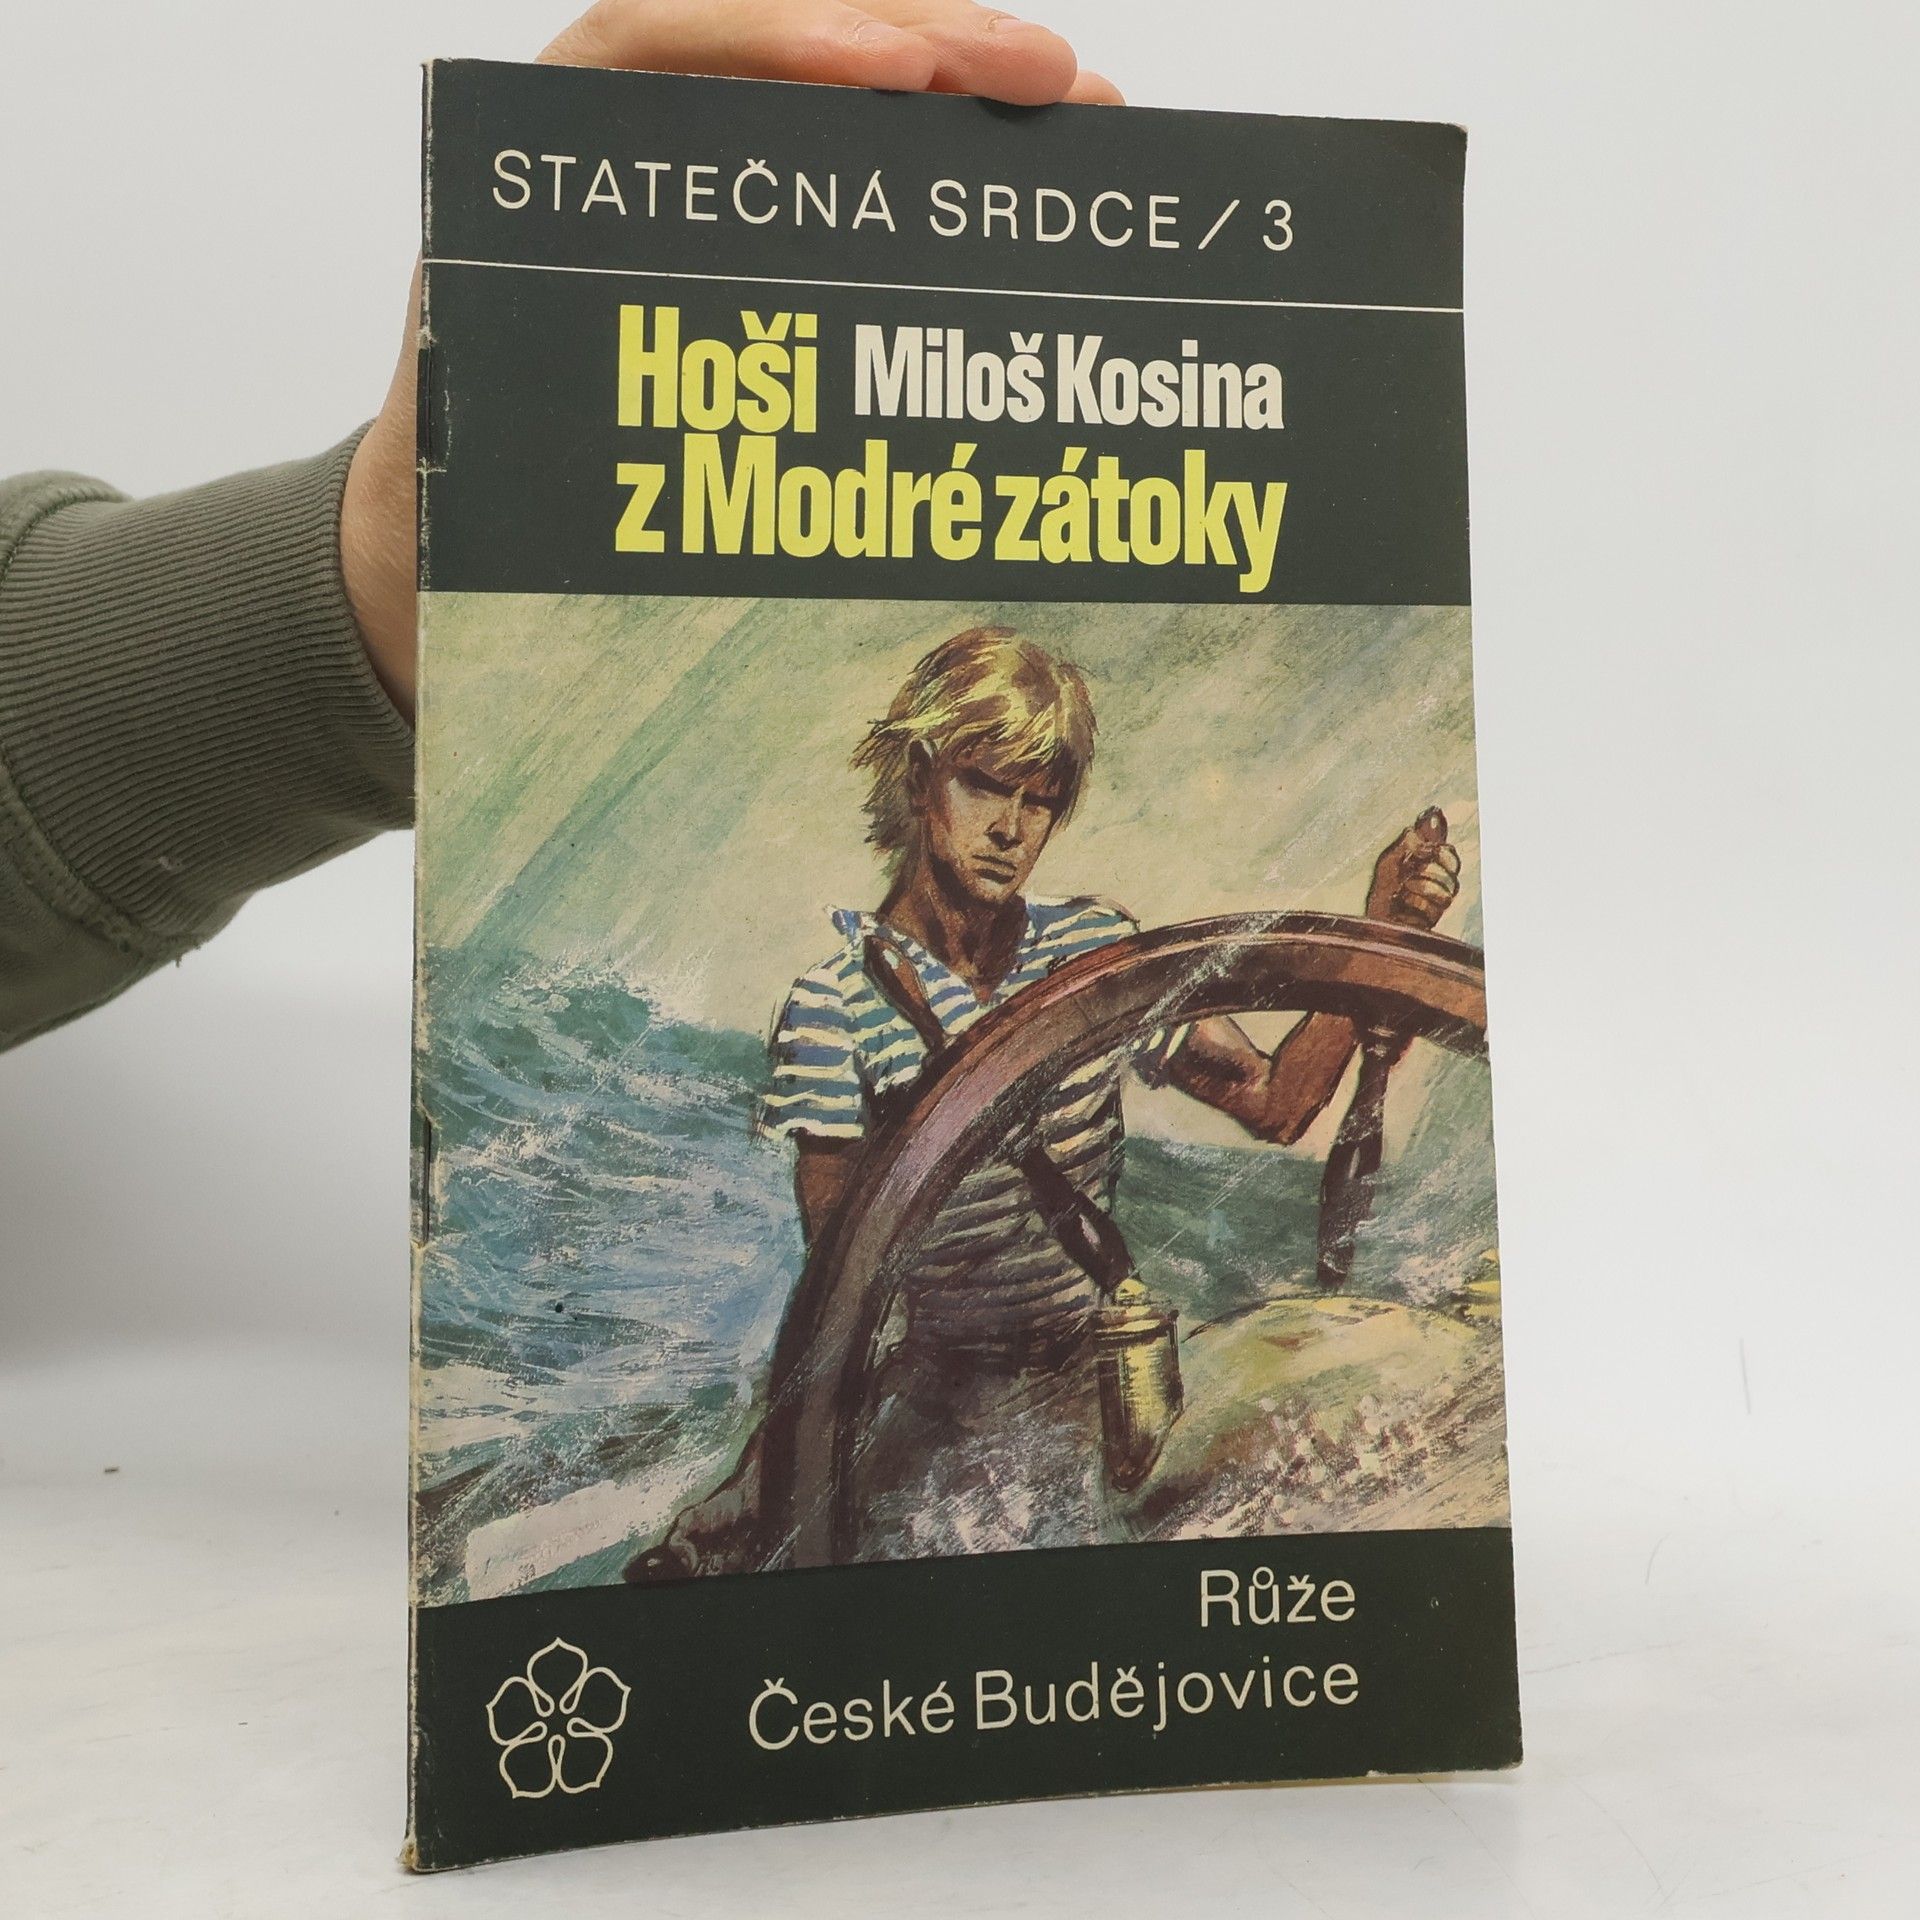 STATEČNÁ SRDCE / 3
Hoši Miloš Kosina
z Modré zátoky
Růže
České Budějovice